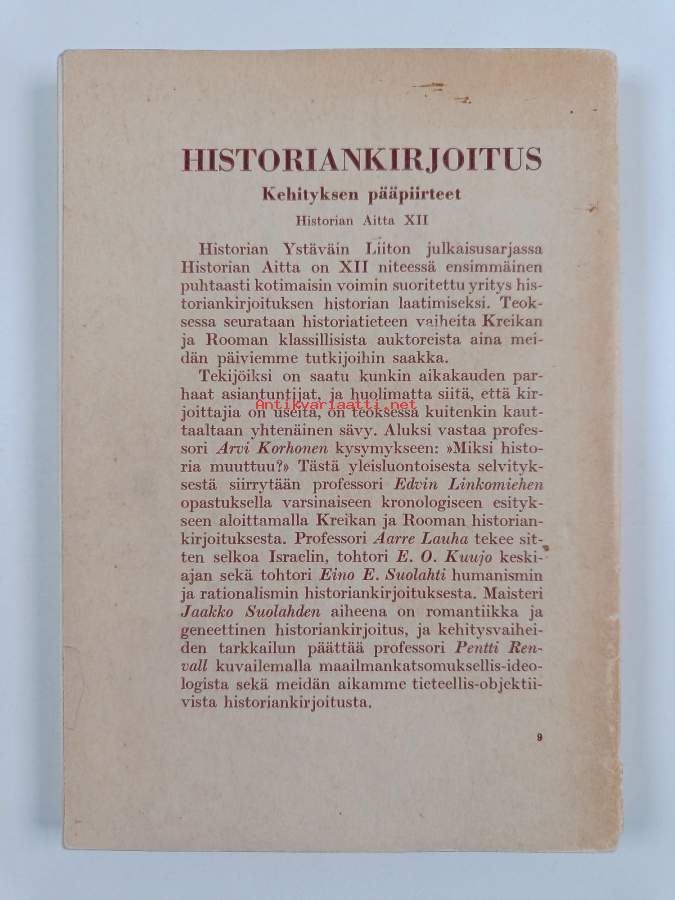 HISTORIANKIRJOITUS
Kehityksen pääpiirteet
Historian Aitta XII
Historian Ystäväin Liiton julkaisusarjassa
Historian Aitta on XII niteessä ensimmäinen
puhtaasti kotimaisin voimin suoritettu yritys his-
toriankirjoituksen historian laatimiseksi. Teok-
sessa seurataan historiatieteen vaiheita Kreikan
ja Rooman klassillisista auktoreista aina mei-
dän päiviemme tutkijoihin saakka.
Tekijöiksi on saatu kunkin aikakauden par-
haat asiantuntijat, ja huolimatta siitä, että kir-
Antikvariaatti.net
joittajia on useita, on teoksessa kuitenkin kaut-
taaltaan yhtenäinen sävy. Aluksi vastaa profes-
sori Arvi Korhonen kysymykseen: »Miksi histo-
ria muuttuu?» Tästä yleisluontoisesta selvityk-
sestä siirrytään professori Edvin Linkomiehen
opastuksella varsinaiseen kronologiseen esityk-
seen aloittamalla Kreikan ja Rooman historian-
kirjoituksesta. Professori Aarre Lauha tekee sit-
ten selkoa Israelin, tohtori E. O. Kuujo keski-
ajan sekä tohtori Eino E. Suolahti humanismin
ja rationalismin historiankirjoituksesta. Maisteri
Jaakko Suolahden aiheena on romantiikka ja
geneettinen historiankirjoitus, ja kehitysvaihei-
den tarkkailun päättää professori Pentti Ren-
vall kuvailemalla maailmankatsomuksellis-ideo-
logista sekä meidän aikamme tieteellis-objektii-
vista historiankirjoitusta.
9